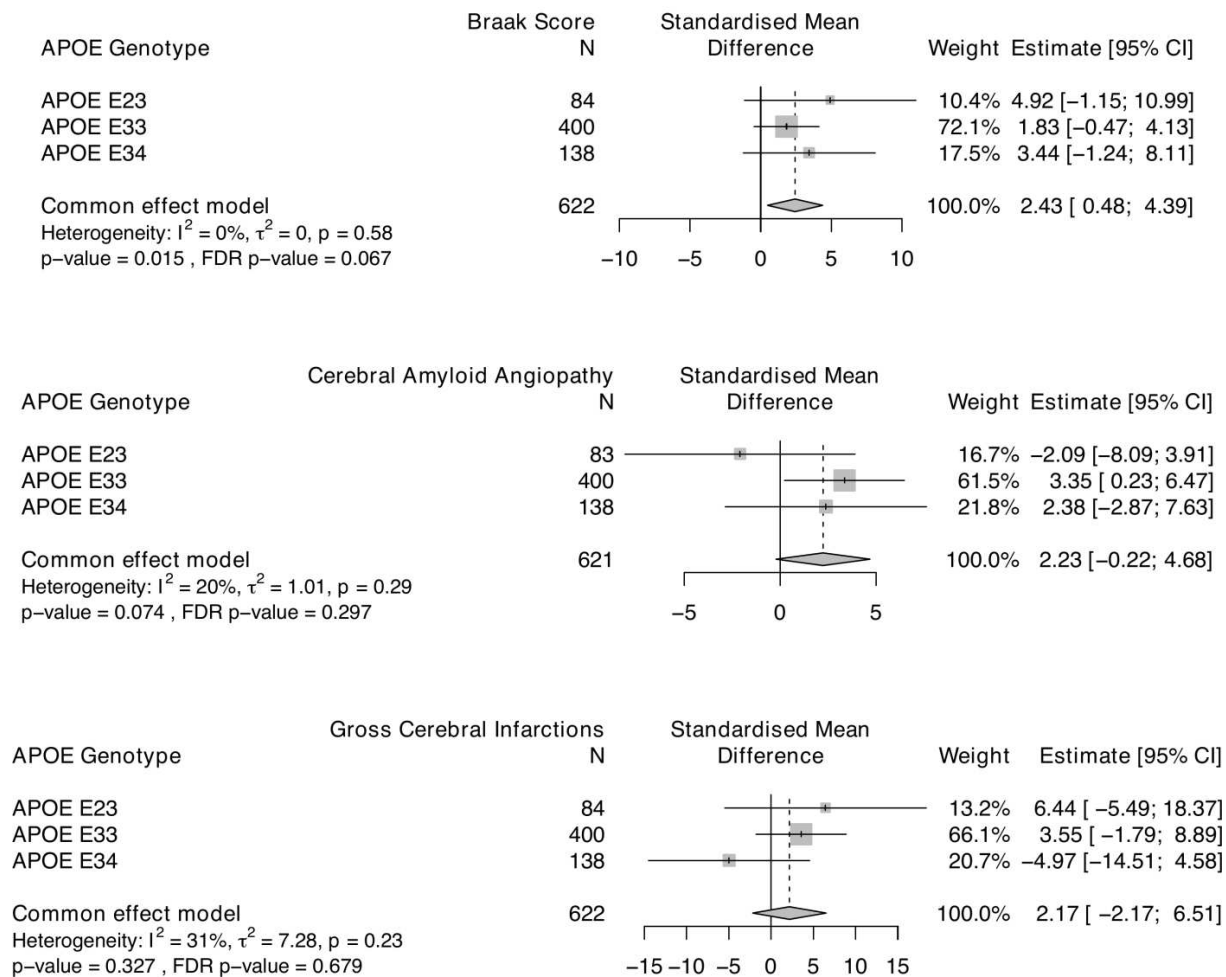 Braak Score Standardised Mean
APOE Genotype N Difference Weight Estimate [95% CI]
APOE E23 84 10.4% 4.92 [−1.15; 10.99]
APOE E33 400 72.1% 1.83 [−0.47; 4.13]
APOE E34 138 17.5% 3.44 [−1.24; 8.11]
Common effect model 622 100.0% 2.43 [ 0.48; 4.39]
Heterogeneity: I² = 0%, τ² = 0, p = 0.58
p−value = 0.015 , FDR p−value = 0.067
−10 −5 0 5 10
Cerebral Amyloid Angiopathy Standardised Mean
APOE Genotype N Difference Weight Estimate [95% CI]
APOE E23 83 16.7% −2.09 [−8.09; 3.91]
APOE E33 400 61.5% 3.35 [ 0.23; 6.47]
APOE E34 138 21.8% 2.38 [−2.87; 7.63]
Common effect model 621 100.0% 2.23 [−0.22; 4.68]
Heterogeneity: I² = 20%, τ² = 1.01, p = 0.29
p−value = 0.074 , FDR p−value = 0.297
−5 0 5
Gross Cerebral Infarctions Standardised Mean
APOE Genotype N Difference Weight Estimate [95% CI]
APOE E23 84 13.2% 6.44 [ −5.49; 18.37]
APOE E33 400 66.1% 3.55 [ −1.79; 8.89]
APOE E34 138 20.7% −4.97 [−14.51; 4.58]
Common effect model 622 100.0% 2.17 [ −2.17; 6.51]
Heterogeneity: I² = 31%, τ² = 7.28, p = 0.23
p−value = 0.327 , FDR p−value = 0.679
−15 −10 −5 0 5 10 15